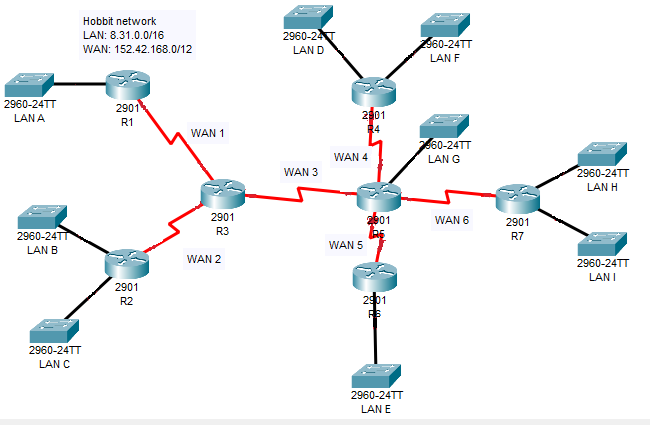 Hobbit network
LAN: 8.31.0.0/16
WAN: 152.42.168.0/12
2960-24TT
LAN D
2960-24TT
LAN F
2960-24TT
LAN A
2901
R1
2901
R4
WAN 1
2960-24TT
LAN G
WAN 4
WAN 3
2960-24TT
LAN H
2901
R3
2901
R5
WAN 6
2901
R7
2960-24TT
LAN B
WAN 2
WAN 5
2960-24TT
LAN I
2901
R2
2901
R6
2960-24TT
LAN C
2960-24TT
LAN E